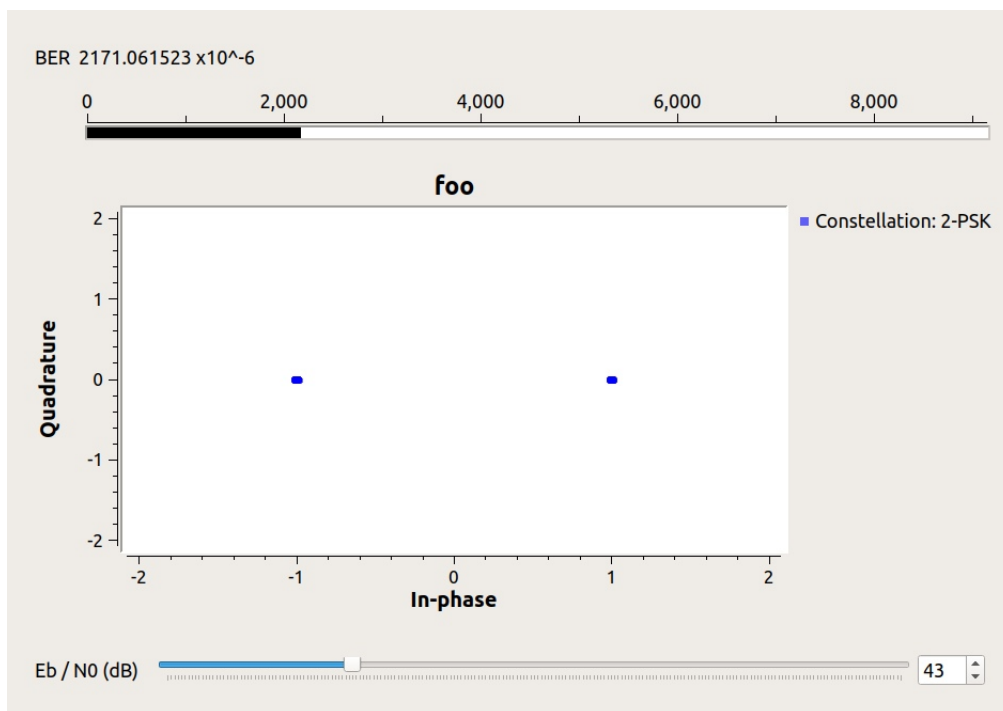 BER 2171.061523 x10^-6
0 2,000 4,000 6,000 8,000
foo
Constellation: 2-PSK
2
1
0
-1
-2
Quadrature
-2 -1 0 1 2
In-phase
Eb / N0 (dB) 43